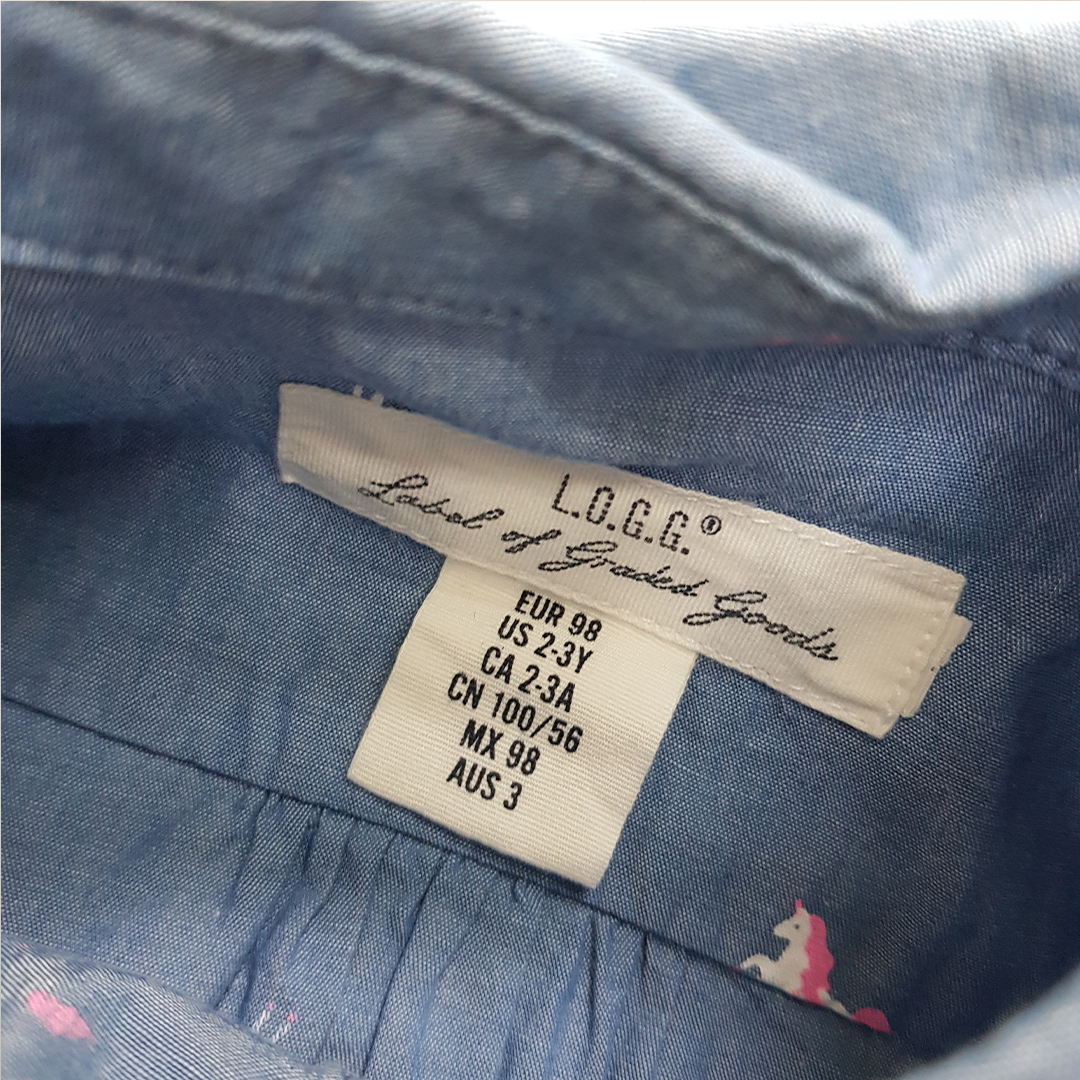 L.O.G.G.®
Label of Graded Goods
EUR 98
US 2-3Y
CA 2-3A
CN 100/56
MX 98
AUS 3